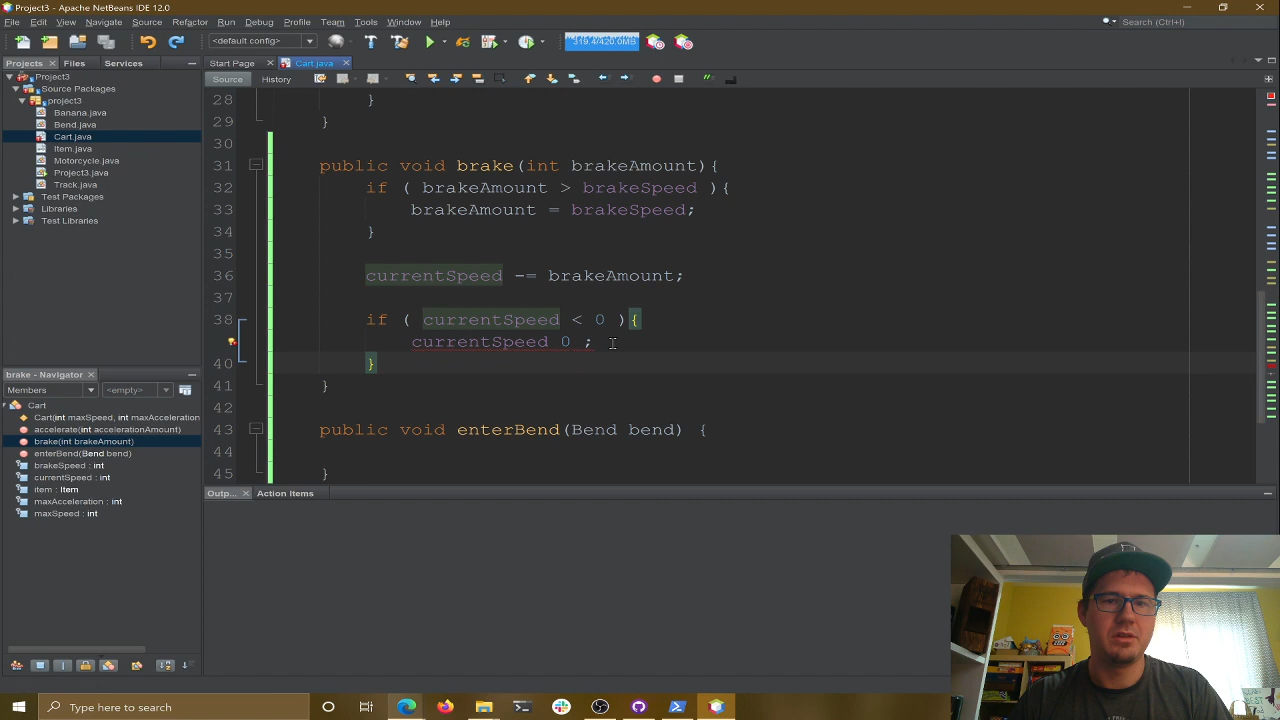 Project3 - Apache NetBeans IDE 12.0
File Edit View Navigate Source Refactor Run Debug Profile Team Tools Window Help
Search (Ctrl+I)
<default config>
319.4/420.0MB
Projects Files Services
Start Page Cart.java
Source History
Project3
Source Packages
project3
Banana.java
Bend.java
Cart.java
Item.java
Motorcycle.java
Project3.java
Track.java
Test Packages
Libraries
Test Libraries
28 }
29 }
30
31 public void brake(int brakeAmount){
32 if ( brakeAmount > brakeSpeed ){
33 brakeAmount = brakeSpeed;
34 }
35
36 currentSpeed -= brakeAmount;
37
38 if ( currentSpeed < 0 ){
currentSpeed 0 ;
40 }
41 }
42
43 public void enterBend(Bend bend) {
44
45 }
brake - Navigator
Members <empty>
Cart
Cart(int maxSpeed, int maxAcceleration
accelerate(int accelerationAmount)
brake(int brakeAmount)
enterBend(Bend bend)
brakeSpeed : int
currentSpeed : int
item : Item
maxAcceleration : int
maxSpeed : int
Outp... Action Items
Type here to search